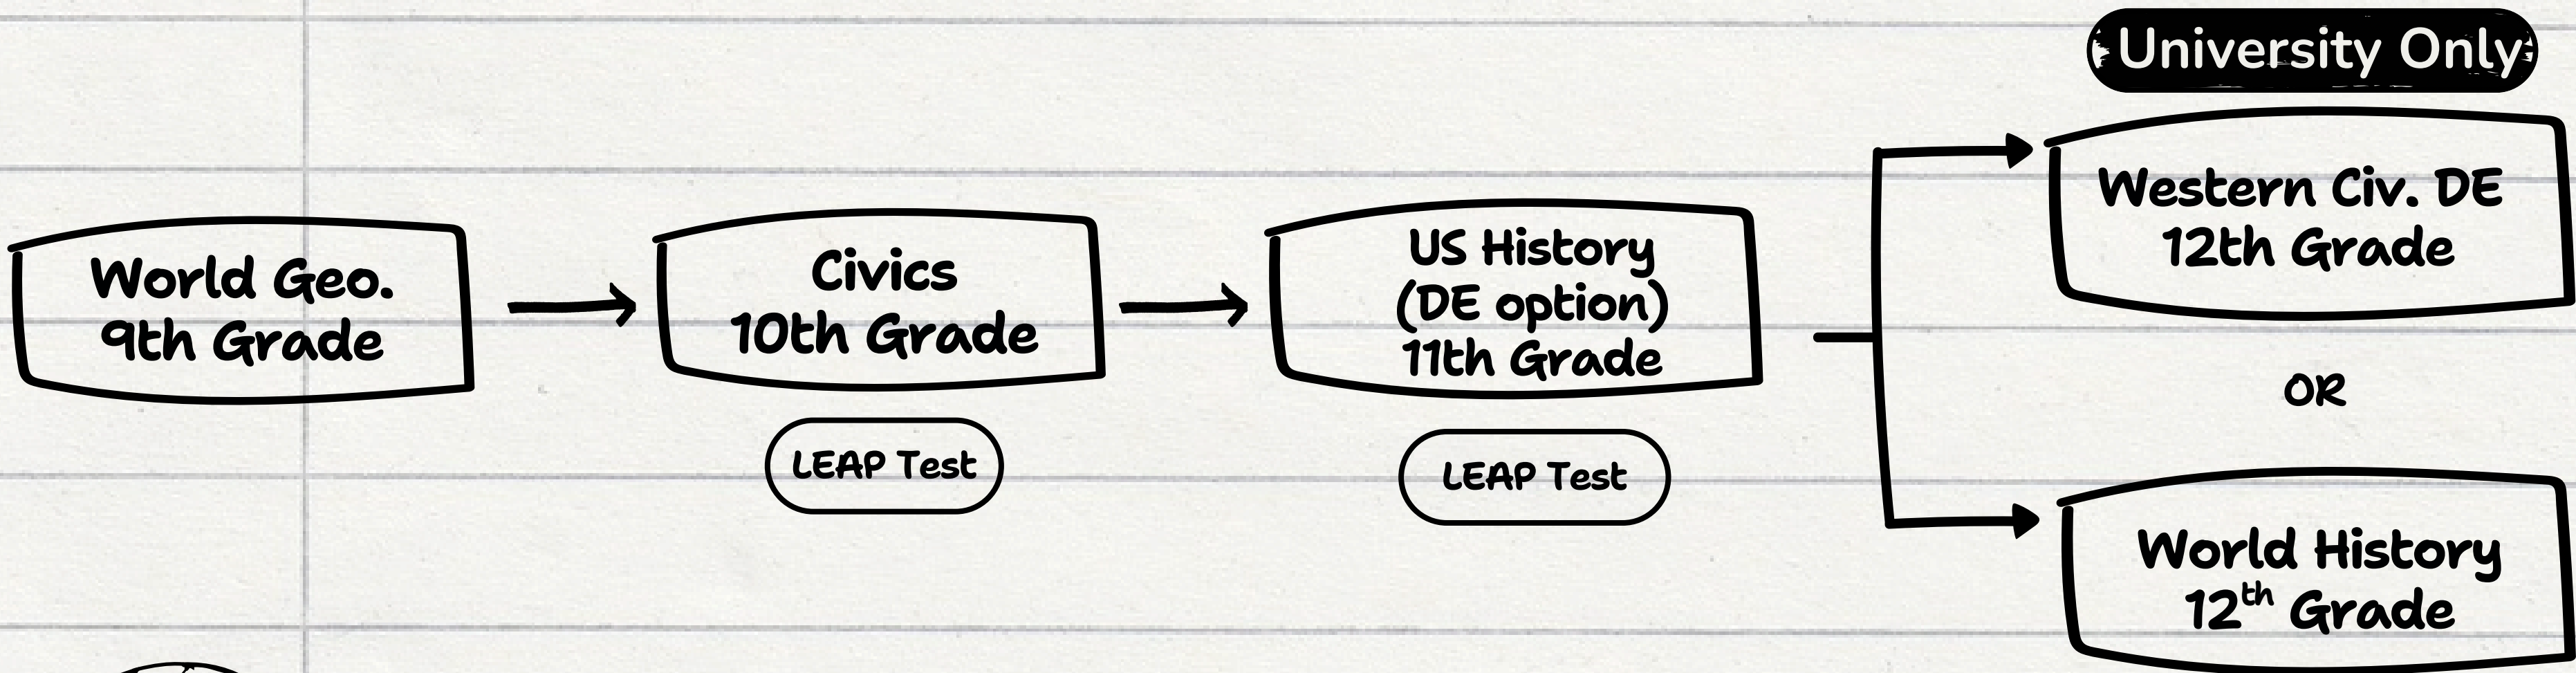 University Only
World Geo.
9th Grade
Civics
10th Grade
LEAP Test
US History
(DE option)
11th Grade
LEAP Test
Western Civ. DE
12th Grade
OR
World History
12th Grade